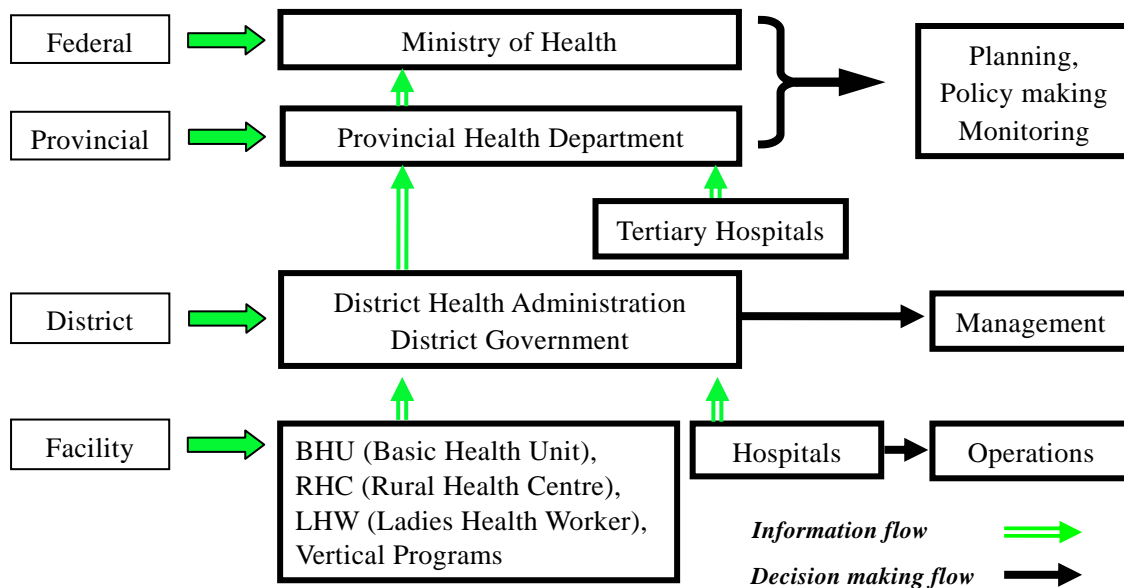 Federal
Ministry of Health
Planning,
Policy making
Monitoring
Provincial
Provincial Health Department
Tertiary Hospitals
District
District Health Administration
District Government
Management
Facility
BHU (Basic Health Unit),
RHC (Rural Health Centre),
LHW (Ladies Health Worker),
Vertical Programs
Hospitals
Operations
Information flow
Decision making flow